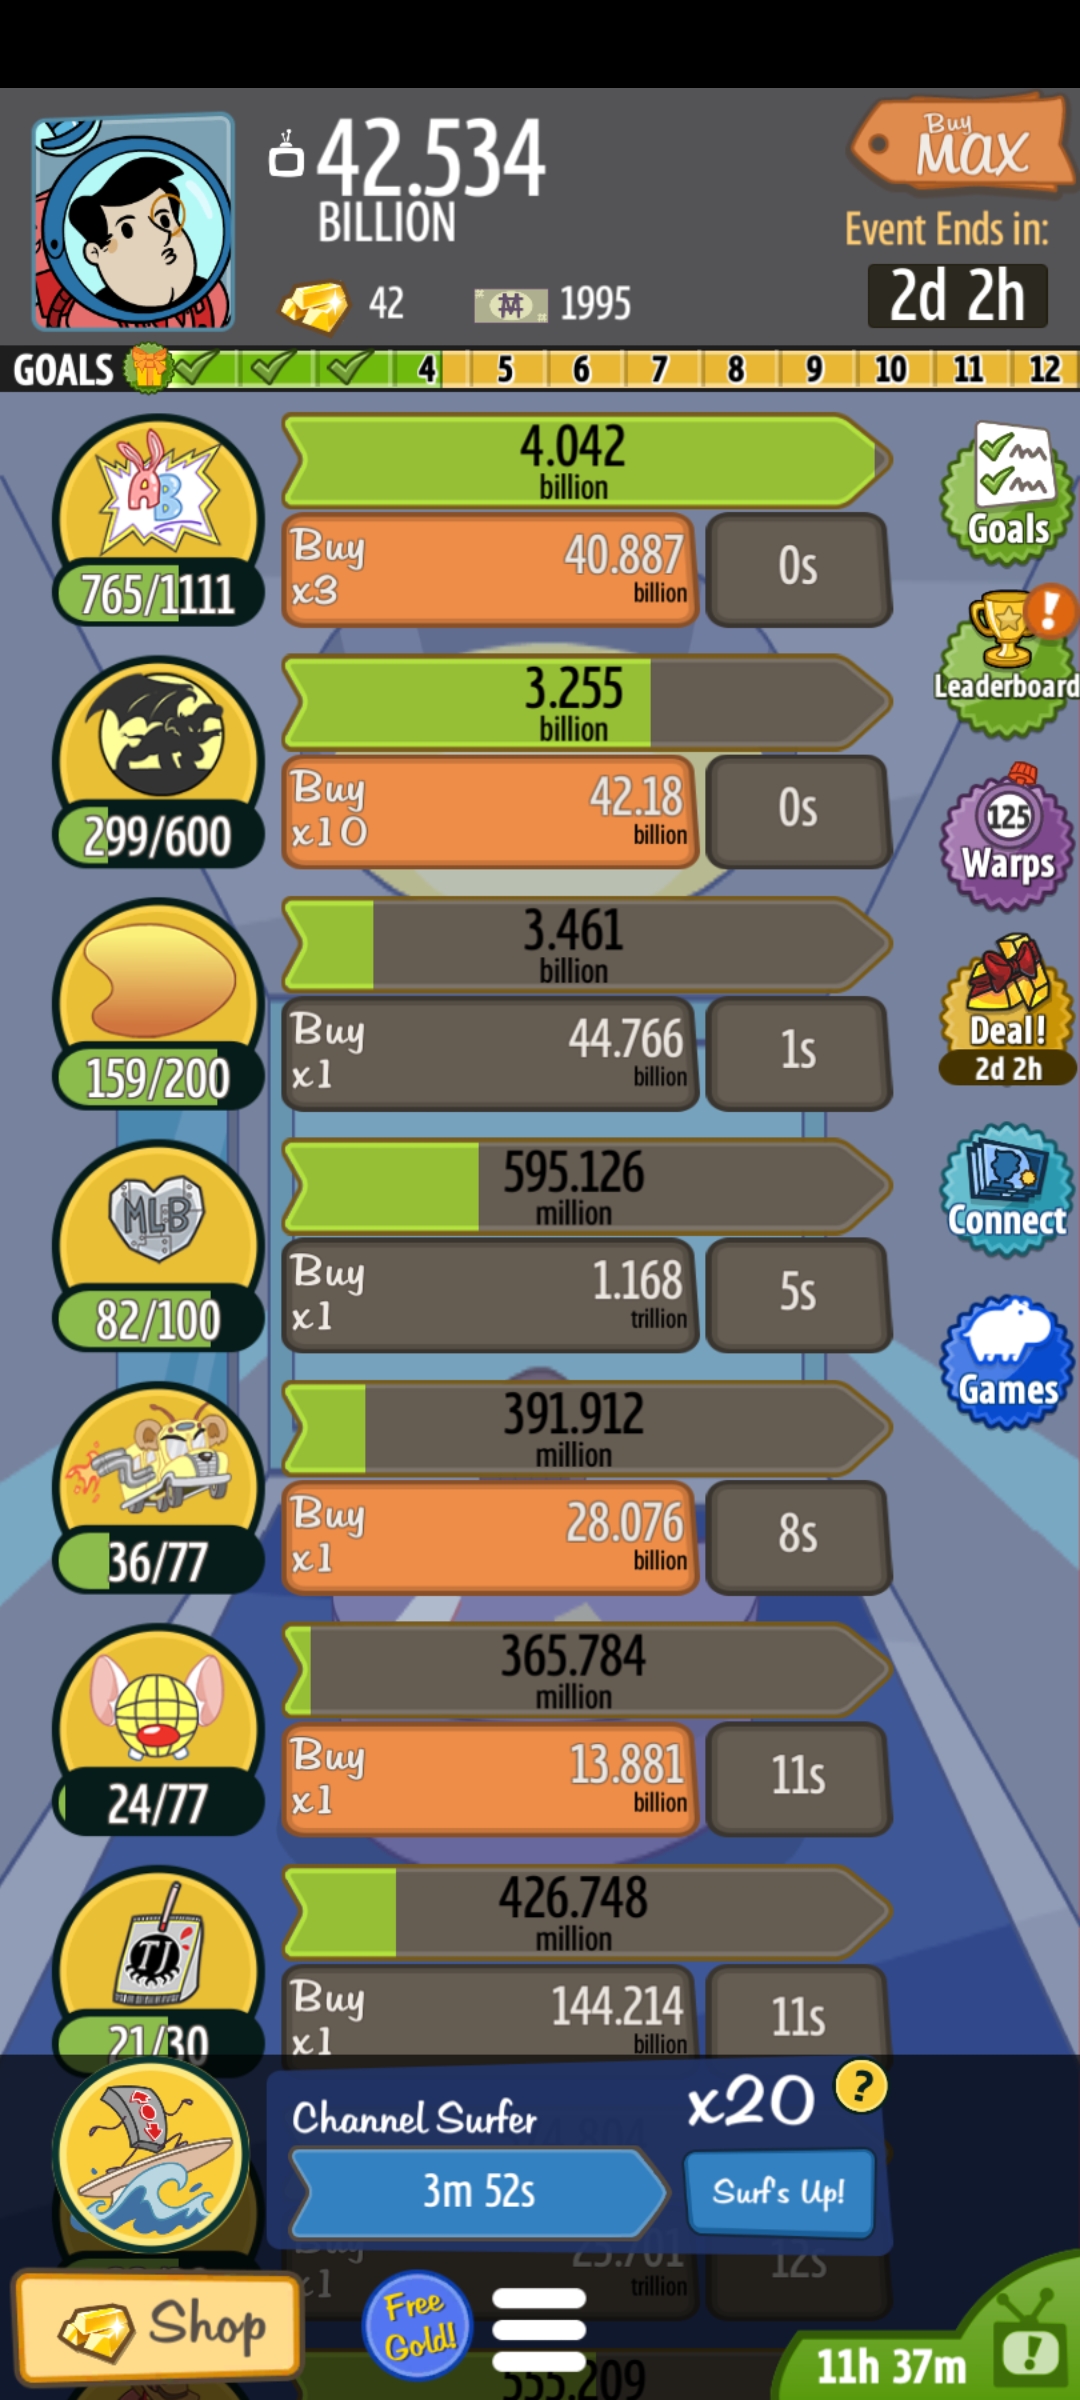 42.534
BILLION
Buy
MAX
Event Ends in:
2d 2h
42
1995
GOALS
4 5 6 7 8 9 10 11 12
AB
4.042
billion
765/1111
Buy
x3
40.887
billion
0s
Goals
3.255
billion
299/600
Buy
x10
42.18
billion
0s
Leaderboard
3.461
billion
159/200
Buy
x1
44.766
billion
1s
125
Warps
Deal!
2d 2h
MLB
595.126
million
82/100
Buy
x1
1.168
trillion
5s
Connect
391.912
million
36/77
Buy
x1
28.076
billion
8s
Games
365.784
million
24/77
Buy
x1
13.881
billion
11s
TJ
426.748
million
21/30
Buy
x1
144.214
billion
11s
Channel Surfer
x20
?
3m 52s
Surf's Up!
Buy
x1
trillion
12s
Shop
Free
Gold!
11h 37m